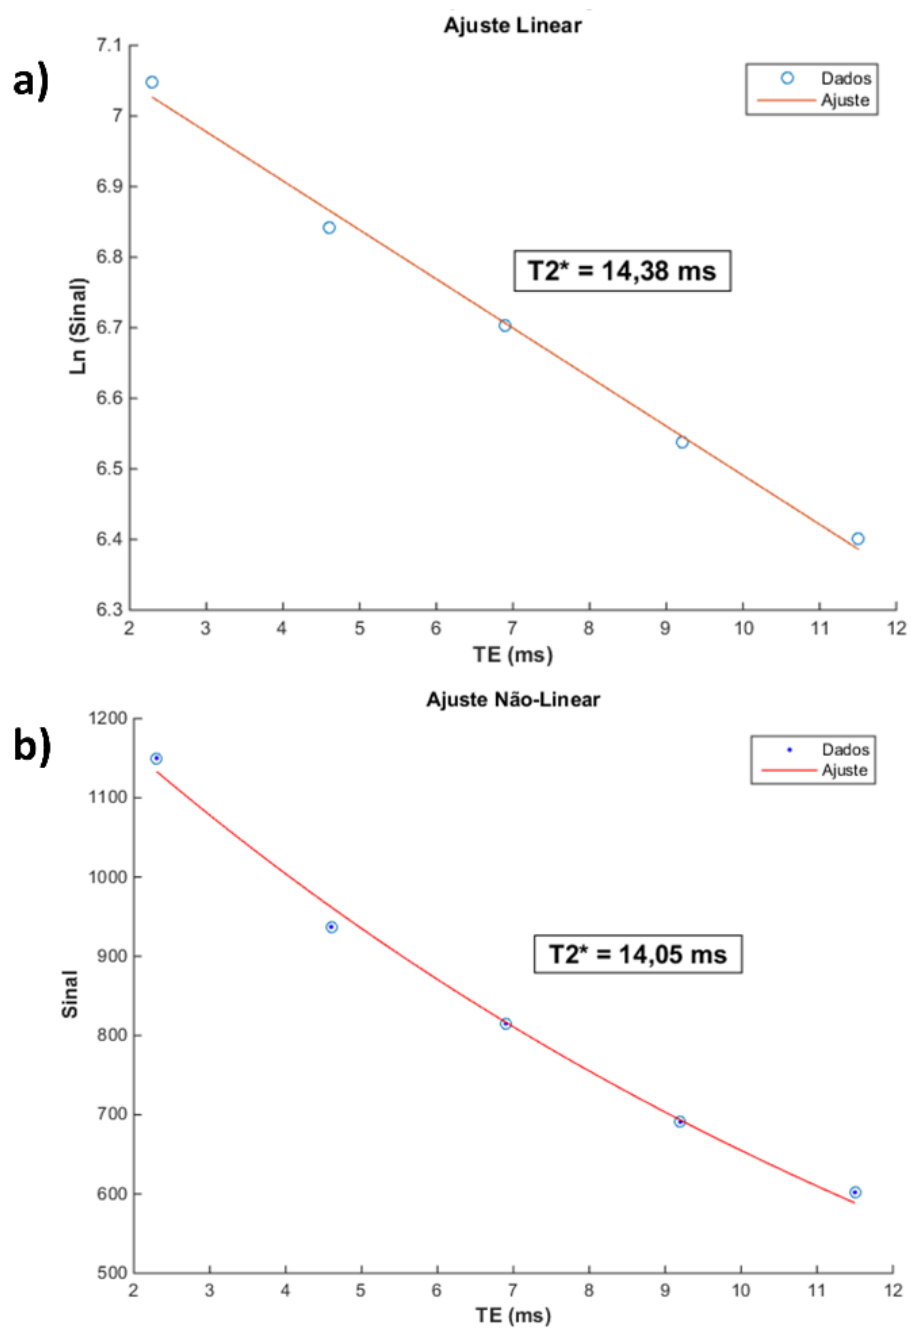 Ajuste Linear
a)
7.1
7
6.9
6.8
6.7
6.6
6.5
6.4
6.3
Ln (Sinal)
Dados
Ajuste
T2* = 14,38 ms
2 3 4 5 6 7 8 9 10 11 12
TE (ms)
Ajuste Não-Linear
b)
1200
1100
1000
900
800
700
600
500
Sinal
Dados
Ajuste
T2* = 14,05 ms
2 3 4 5 6 7 8 9 10 11 12
TE (ms)